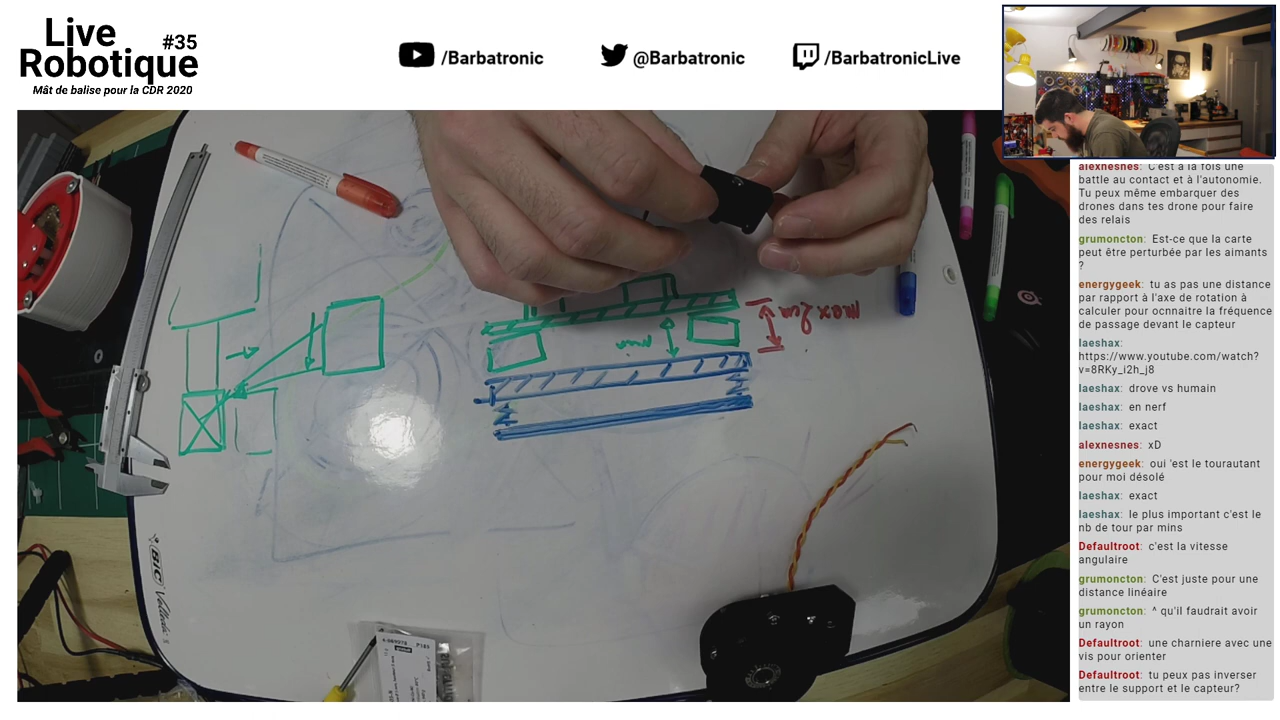 Live
Robotique #35
Mât de balise pour la CDR 2020
/Barbatronic
@Barbatronic
/BarbatronicLive
alexnesnes: C'est à la fois une
battle au contact et à l'autonomie.
Tu peux même embarquer des
drones dans tes drone pour faire
des relais
grumoncton: Est-ce que la carte
peut être perturbée par les aimants
?
energygeek: tu as pas une distance
par rapport à l'axe de rotation à
calculer pour ocnnaitre la fréquence
de passage devant le capteur
laeshax:
https://www.youtube.com/watch?
v=8RKy_i2h_j8
laeshax: drove vs humain
laeshax: en nerf
laeshax: exact
alexnesnes: xD
energygeek: oui 'est le tourautant
pour moi désolé
laeshax: exact
laeshax: le plus important c'est le
nb de tour par mins
Defaultroot: c'est la vitesse
angulaire
grumoncton: C'est juste pour une
distance linéaire
grumoncton: ^ qu'il faudrait avoir
un rayon
Defaultroot: une charniere avec une
vis pour orienter
Defaultroot: tu peux pas inverser
entre le support et le capteur?
max 2cm
BIC Velleda